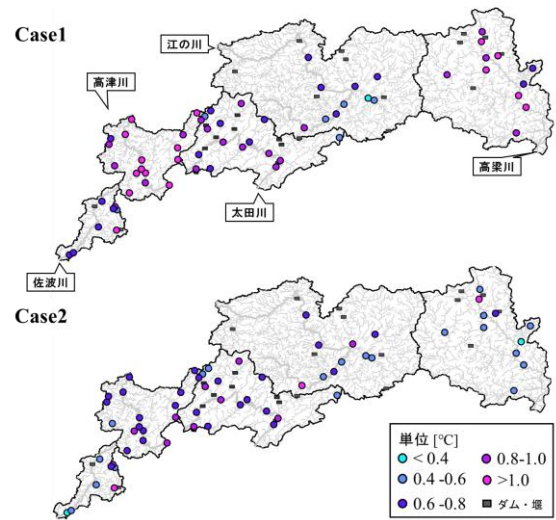 Case1
江の川
高津川
高梁川
太田川
佐波川
Case2
単位 [℃]
< 0.4
0.4 -0.6
0.6 -0.8
0.8-1.0
>1.0
ダム・堰